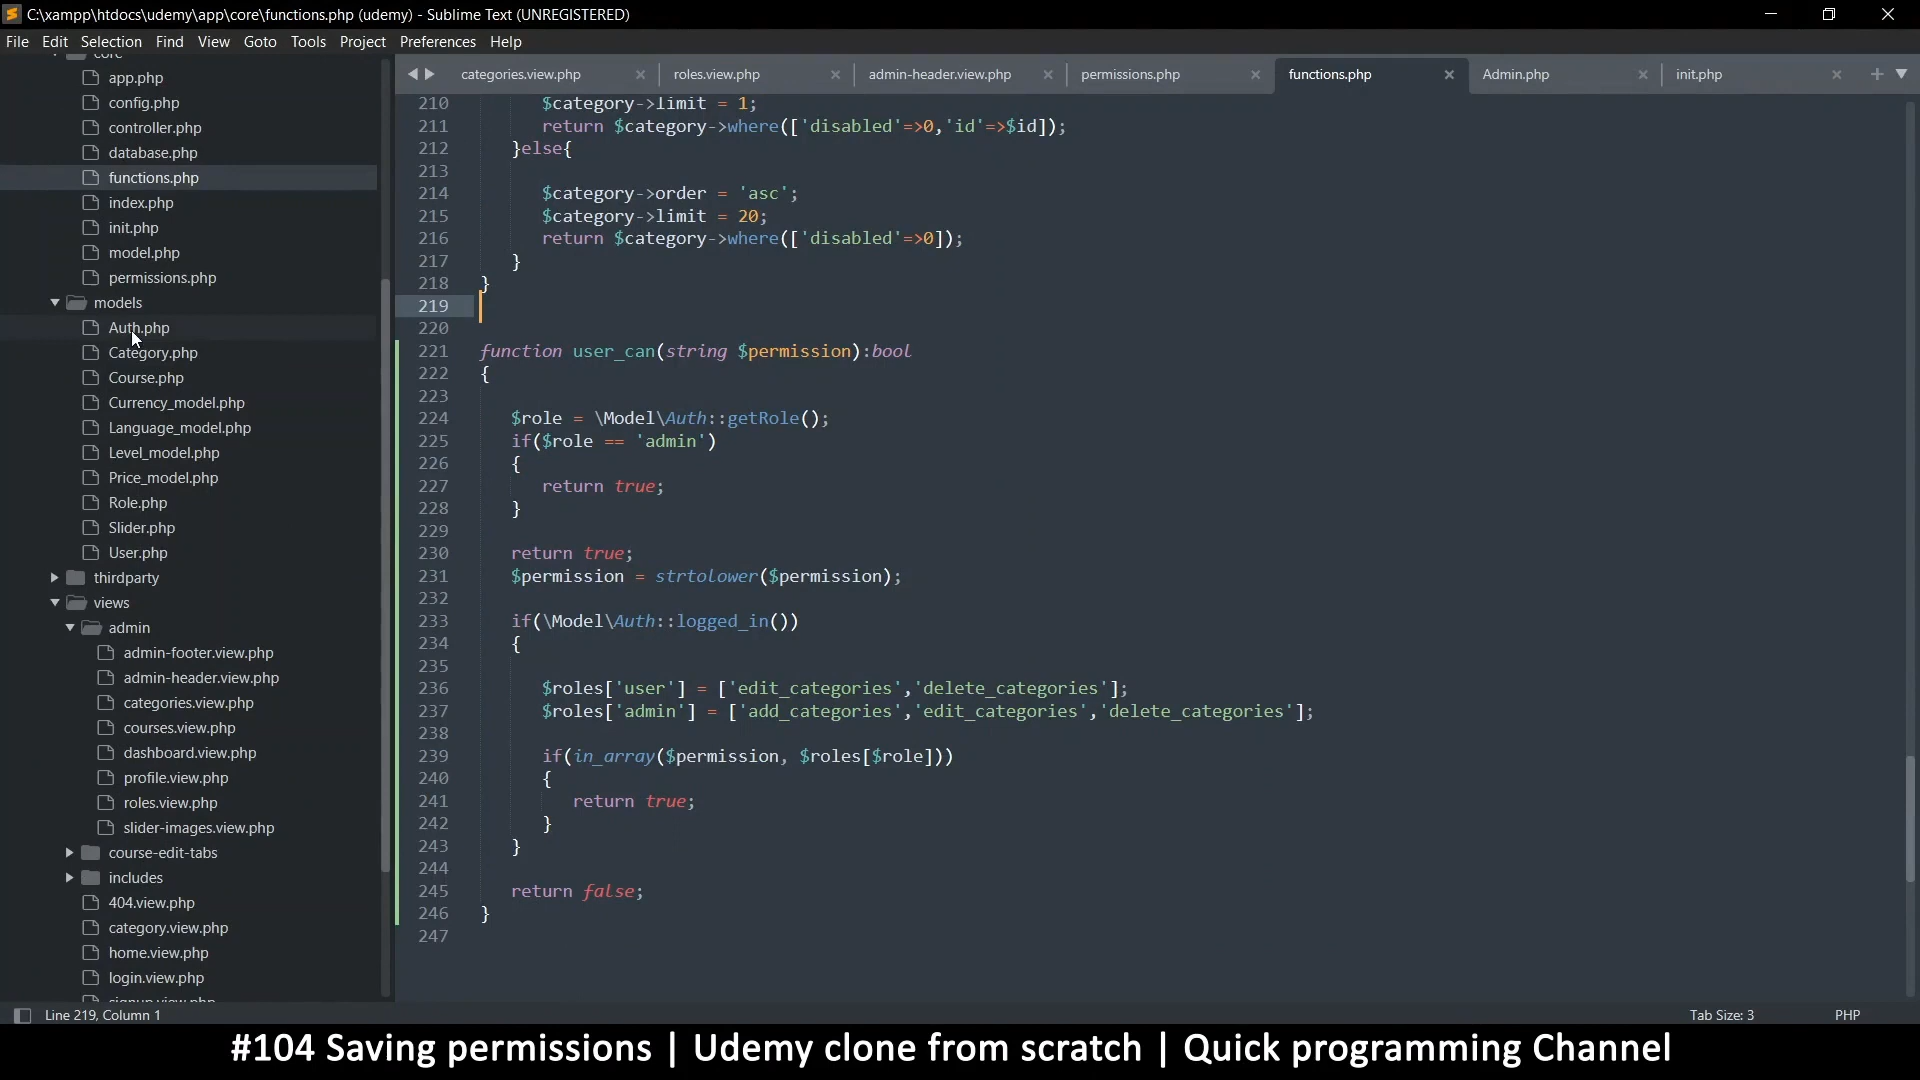 C:\xampp\htdocs\udemy\app\core\functions.php (udemy) - Sublime Text (UNREGISTERED)
File Edit Selection Find View Goto Tools Project Preferences Help
core
app.php
config.php
controller.php
database.php
functions.php
index.php
init.php
model.php
permissions.php
models
Auth.php
Category.php
Course.php
Currency_model.php
Language_model.php
Level_model.php
Price_model.php
Role.php
Slider.php
User.php
thirdparty
views
admin
admin-footer.view.php
admin-header.view.php
categories.view.php
courses.view.php
dashboard.view.php
profile.view.php
roles.view.php
slider-images.view.php
course-edit-tabs
includes
404.view.php
category.view.php
home.view.php
login.view.php
signup.view.php
categories.view.php roles.view.php admin-header.view.php permissions.php functions.php Admin.php init.php
210 $category->limit = 1;
211 return $category->where(['disabled'=>0,'id'=>$id]);
212 }else{
213
214 $category->order = 'asc';
215 $category->limit = 20;
216 return $category->where(['disabled'=>0]);
217 }
218 }
219
220
221 function user_can(string $permission):bool
222 {
223
224 $role = \Model\Auth::getRole();
225 if($role == 'admin')
226 {
227 return true;
228 }
229
230 return true;
231 $permission = strtolower($permission);
232
233 if(\Model\Auth::logged_in())
234 {
235
236 $roles['user'] = ['edit_categories','delete_categories'];
237 $roles['admin'] = ['add_categories','edit_categories','delete_categories'];
238
239 if(in_array($permission, $roles[$role]))
240 {
241 return true;
242 }
243 }
244
245 return false;
246 }
247
Line 219, Column 1 Tab Size: 3 PHP
#104 Saving permissions | Udemy clone from scratch | Quick programming Channel